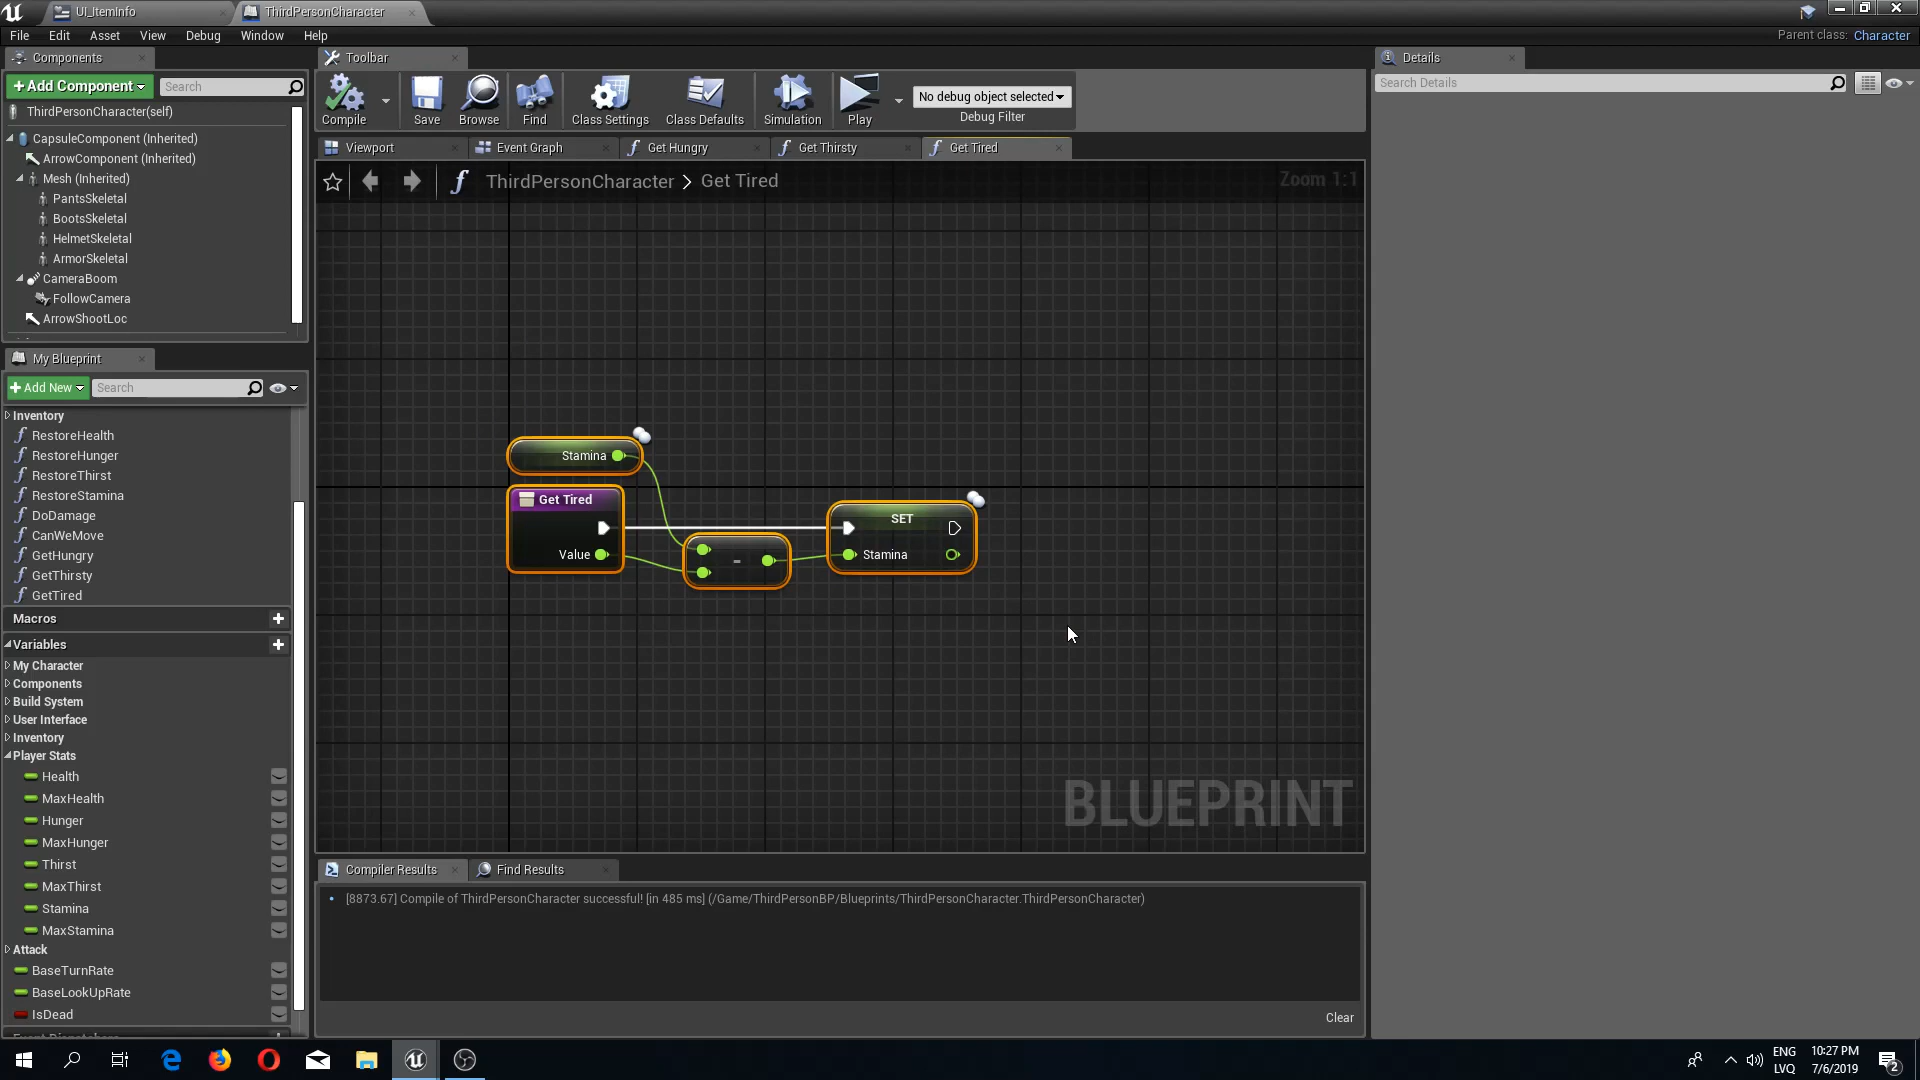 UI_ItemInfo
ThirdPersonCharacter
File Edit Asset View Debug Window Help
Parent class: Character
Components
Toolbar
Details
+ Add Component
Search
Search Details
ThirdPersonCharacter(self)
CapsuleComponent (Inherited)
ArrowComponent (Inherited)
Mesh (Inherited)
PantsSkeletal
BootsSkeletal
HelmetSkeletal
ArmorSkeletal
CameraBoom
FollowCamera
ArrowShootLoc
Compile
Save
Browse
Find
Class Settings
Class Defaults
Simulation
Play
No debug object selected
Debug Filter
Viewport
Event Graph
Get Hungry
Get Thirsty
Get Tired
ThirdPersonCharacter > Get Tired
Zoom 1:1
Stamina
Get Tired
Value
-
SET
Stamina
BLUEPRINT
My Blueprint
+ Add New
Search
Inventory
RestoreHealth
RestoreHunger
RestoreThirst
RestoreStamina
DoDamage
CanWeMove
GetHungry
GetThirsty
GetTired
Macros
Variables
My Character
Components
Build System
User Interface
Inventory
Player Stats
Health
MaxHealth
Hunger
MaxHunger
Thirst
MaxThirst
Stamina
MaxStamina
Attack
BaseTurnRate
BaseLookUpRate
IsDead
Compiler Results
Find Results
[8873.67] Compile of ThirdPersonCharacter successful! [in 485 ms] (/Game/ThirdPersonBP/Blueprints/ThirdPersonCharacter.ThirdPersonCharacter)
Clear
ENG
LVQ
10:27 PM
7/6/2019
2